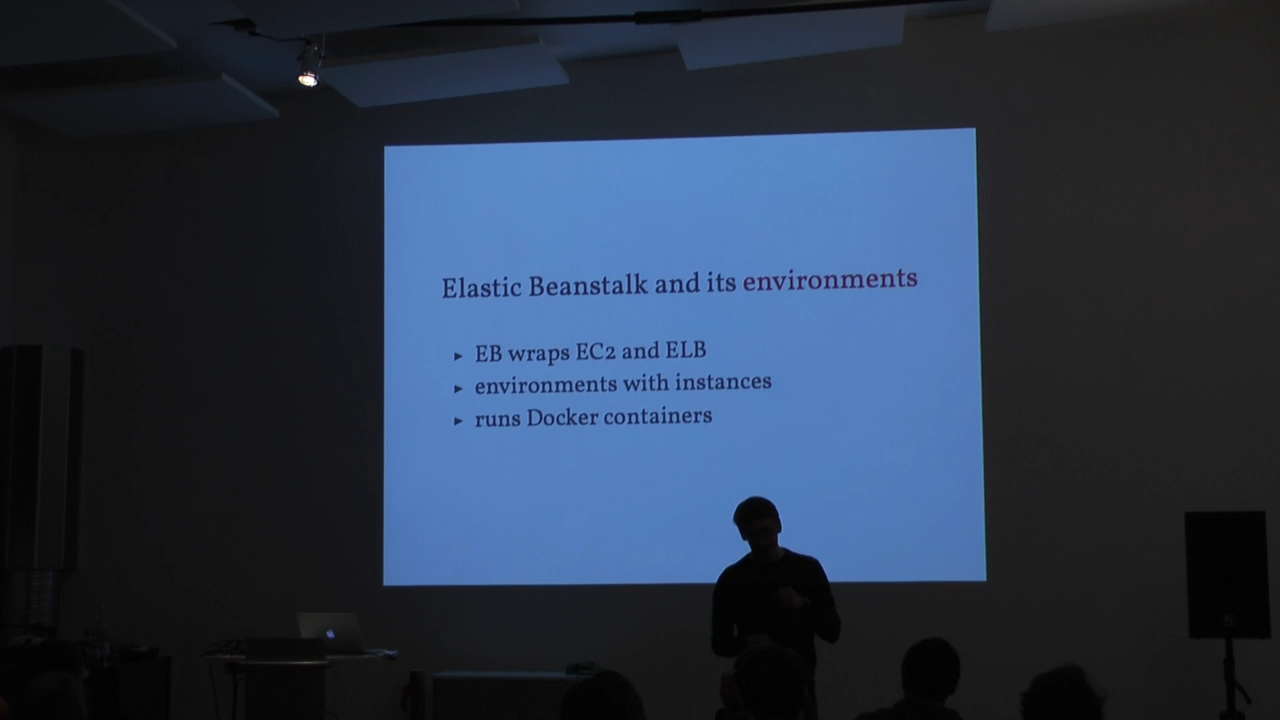 Elastic Beanstalk and its environments
▸ EB wraps EC2 and ELB
▸ environments with instances
▸ runs Docker containers